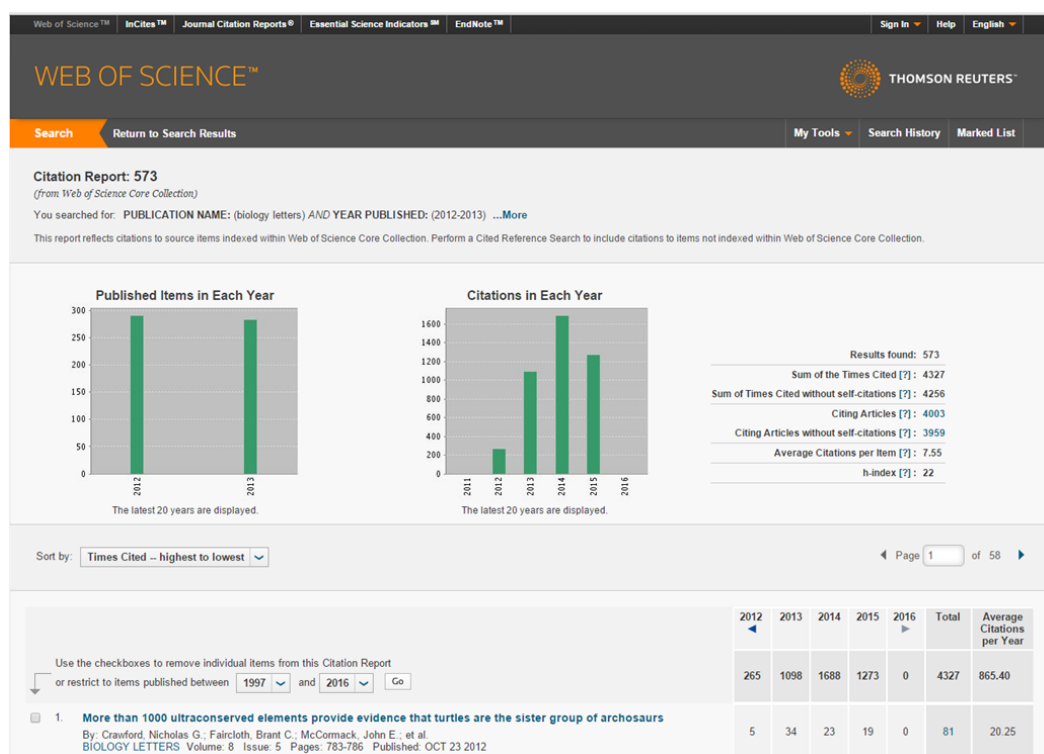 Web of Science™ InCites™ Journal Citation Reports® Essential Science Indicators℠ EndNote™ Sign In Help English
WEB OF SCIENCE™
THOMSON REUTERS™
Search Return to Search Results My Tools Search History Marked List
Citation Report: 573
(from Web of Science Core Collection)
You searched for: PUBLICATION NAME: (biology letters) AND YEAR PUBLISHED: (2012-2013) ...More
This report reflects citations to source items indexed within Web of Science Core Collection. Perform a Cited Reference Search to include citations to items not indexed within Web of Science Core Collection.
Published Items in Each Year
300
250
200
150
100
50
0
2012
2013
The latest 20 years are displayed.
Citations in Each Year
1600
1400
1200
1000
800
600
400
200
0
2011
2012
2013
2014
2015
2016
The latest 20 years are displayed.
Results found: 573
Sum of the Times Cited [?] : 4327
Sum of Times Cited without self-citations [?] : 4256
Citing Articles [?] : 4003
Citing Articles without self-citations [?] : 3959
Average Citations per Item [?] : 7.55
h-index [?] : 22
Sort by: Times Cited -- highest to lowest
Page 1 of 58
2012 2013 2014 2015 2016 Total Average
Citations
per Year
Use the checkboxes to remove individual items from this Citation Report
or restrict to items published between 1997 and 2016 Go
265 1098 1688 1273 0 4327 865.40
1. More than 1000 ultraconserved elements provide evidence that turtles are the sister group of archosaurs
By: Crawford, Nicholas G.; Faircloth, Brant C.; McCormack, John E.; et al.
BIOLOGY LETTERS Volume: 8 Issue: 5 Pages: 783-786 Published: OCT 23 2012
5 34 23 19 0 81 20.25